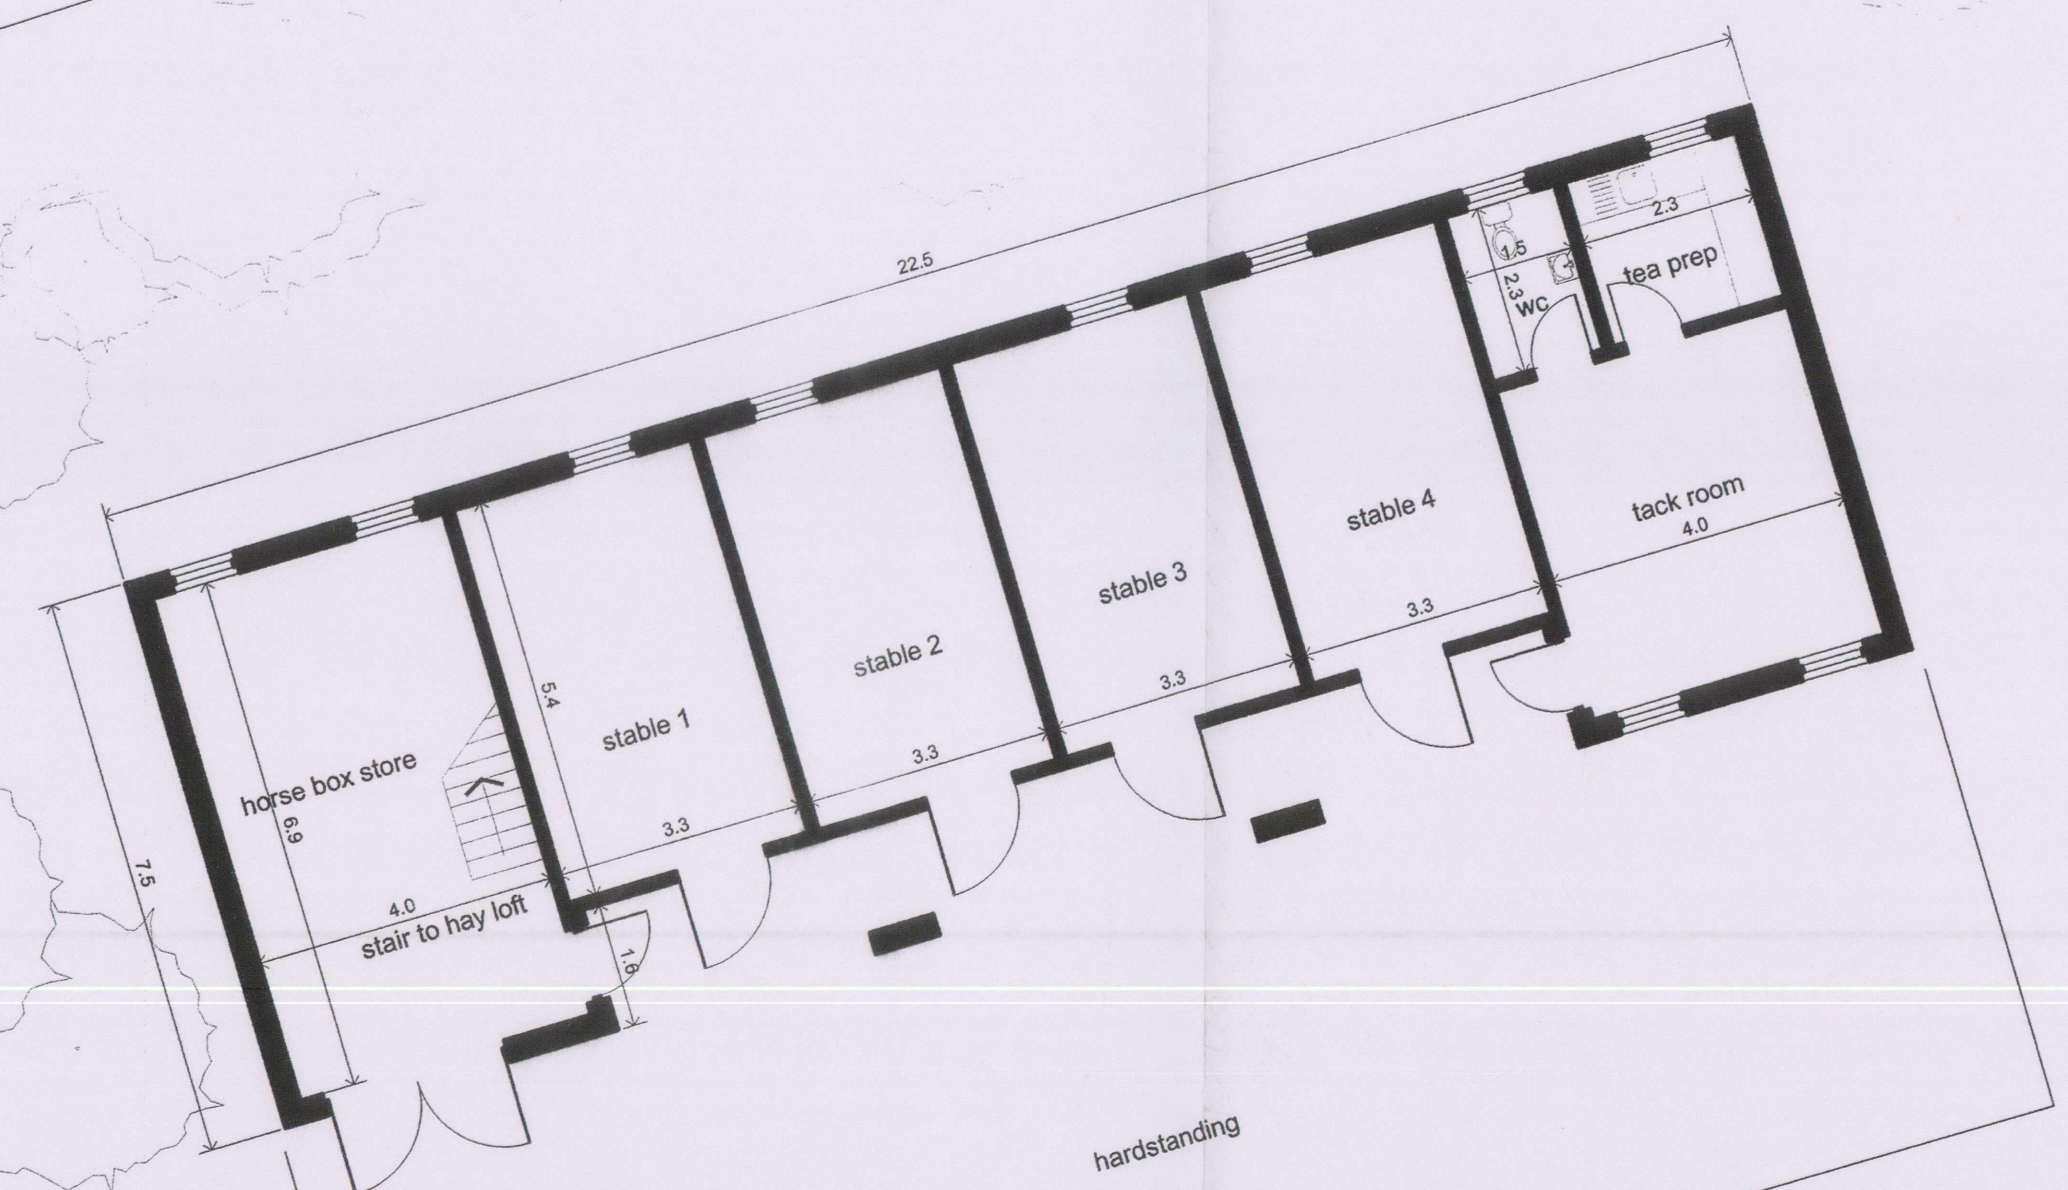 22.5
2.3
1.5
tea prep
2.3
wc
tack room
4.0
stable 4
3.3
stable 3
3.3
stable 2
3.3
stable 1
3.3
5.4
horse box store
6.9
7.5
4.0
stair to hay loft
1.6
hardstanding